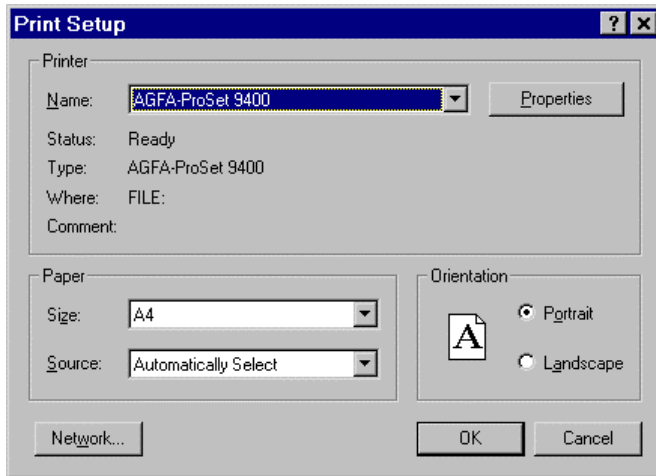 Print Setup
Printer
Name: AGFA-ProSet 9400 Properties
Status: Ready
Type: AGFA-ProSet 9400
Where: FILE:
Comment:
Paper
Size: A4
Source: Automatically Select
Orientation
A
Portrait
Landscape
Network... OK Cancel